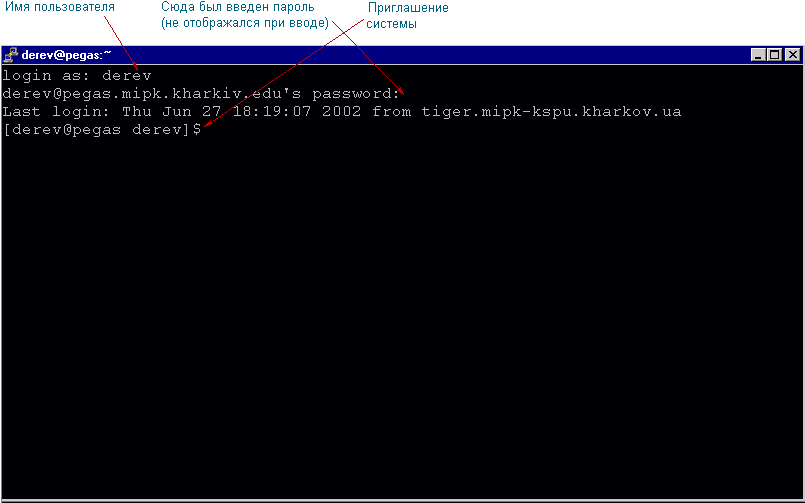 Имя пользователя
Сюда был введен пароль
(не отображался при вводе)
Приглашение
системы
derev@pegas:~
login as: derev
derev@pegas.mipk.kharkiv.edu's password:
Last login: Thu Jun 27 18:19:07 2002 from tiger.mipk-kspu.kharkov.ua
[derev@pegas derev]$